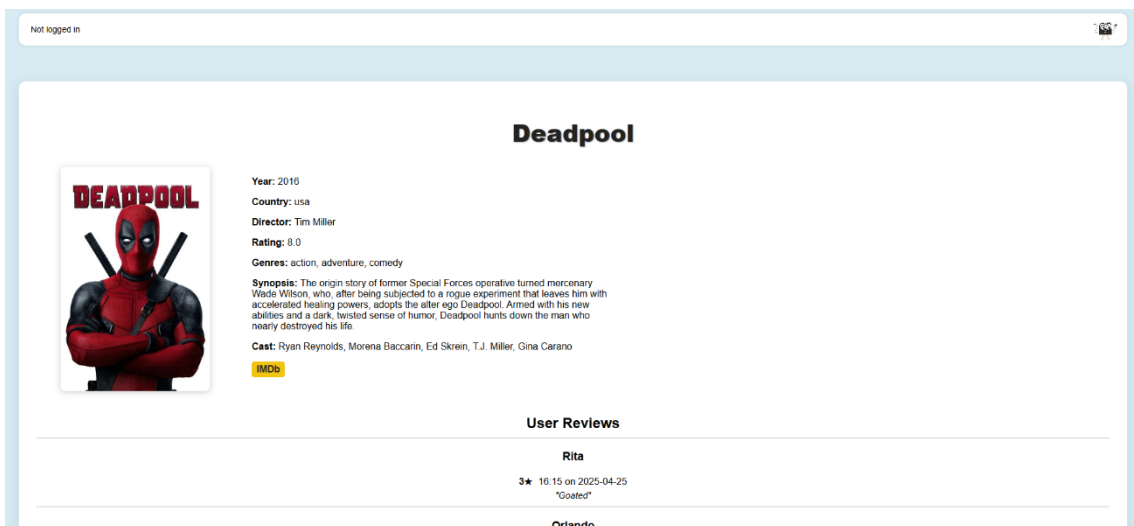 Not logged in
Deadpool
DEADPOOL
Year: 2016
Country: usa
Director: Tim Miller
Rating: 8.0
Genres: action, adventure, comedy
Synopsis: The origin story of former Special Forces operative turned mercenary
Wade Wilson, who, after being subjected to a rogue experiment that leaves him with
accelerated healing powers, adopts the alter ego Deadpool. Armed with his new
abilities and a dark, twisted sense of humor, Deadpool hunts down the man who
nearly destroyed his life.
Cast: Ryan Reynolds, Morena Baccarin, Ed Skrein, T.J. Miller, Gina Carano
IMDb
User Reviews
Rita
3★ 16:15 on 2025-04-25
"Goated"
Orlando